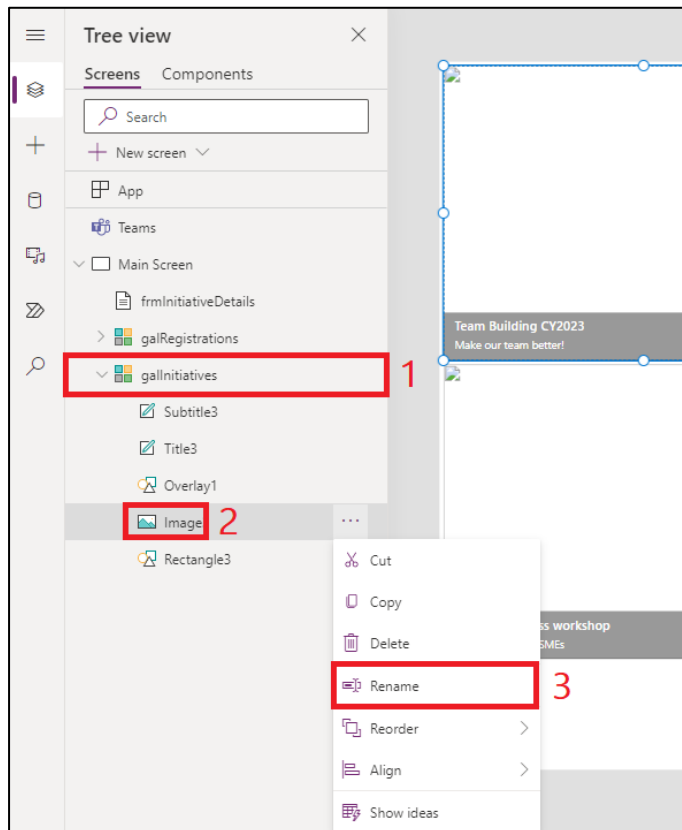 Tree view
Screens Components
Search
New screen
App
Teams
Main Screen
frmInitiativeDetails
galRegistrations
galInitiatives 1
Subtitle3
Title3
Overlay1
Image 2
Rectangle3
Cut
Copy
Delete
Rename 3
Reorder
Align
Show ideas
Team Building CY2023
Make our team better!
workshop
SMEs